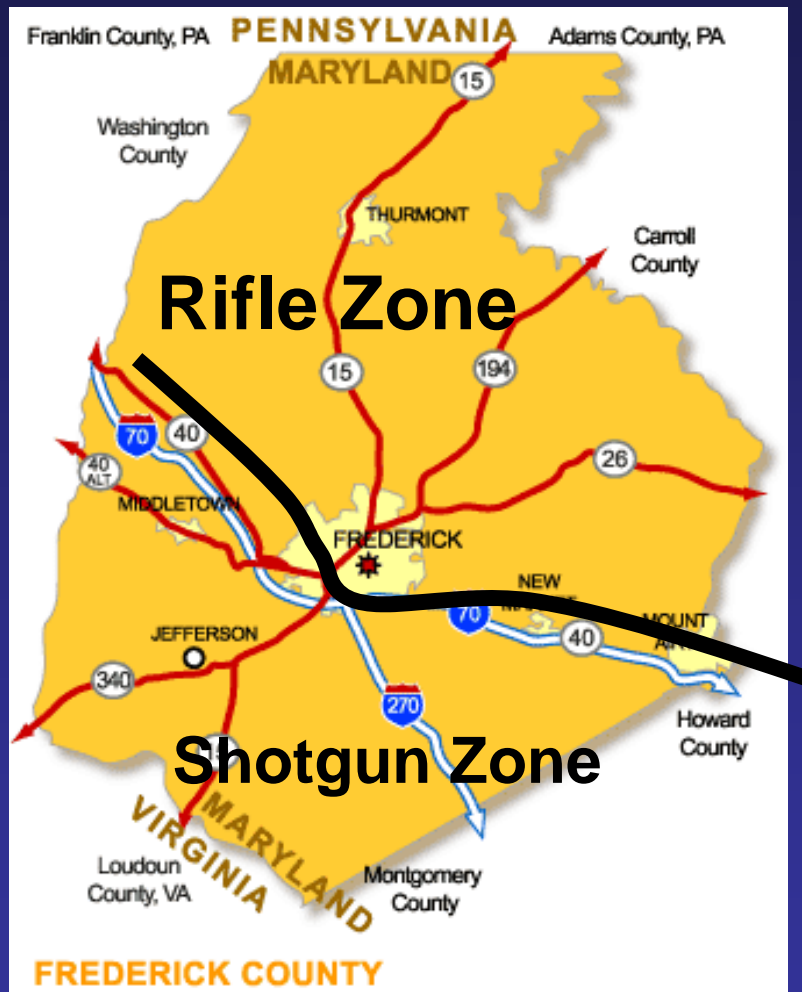 Franklin County, PA
PENNSYLVANIA
Adams County, PA
MARYLAND
15
Washington
County
THURMONT
Carroll
County
Rifle Zone
15
194
70
40
40
ALT
26
MIDDLETOWN
FREDERICK
NEW
70
MOUNT
40
JEFFERSON
340
270
Howard
County
15
Shotgun Zone
MARYLAND
VIRGINIA
Loudoun
County, VA
Montgomery
County
FREDERICK COUNTY